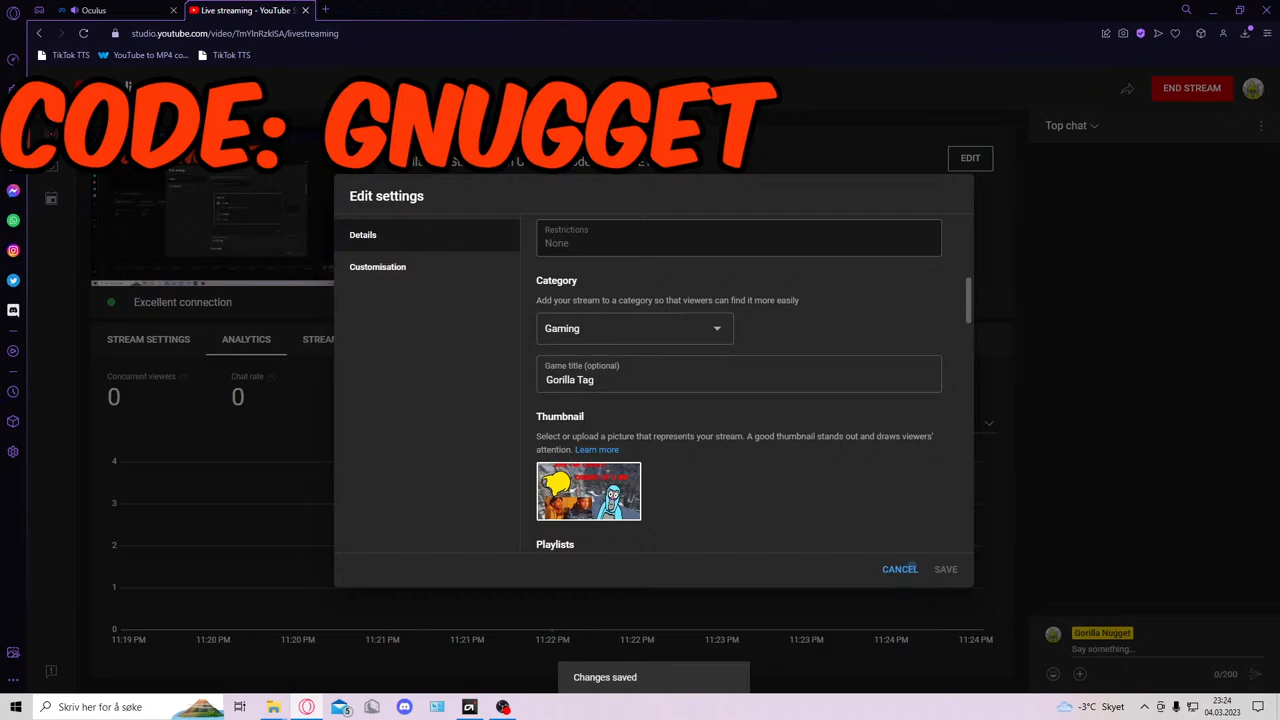 Oculus
Live streaming - YouTube S
studio.youtube.com/video/TmYInRzkISA/livestreaming
TikTok TTS
YouTube to MP4 co...
TikTok TTS
CODE: GNUGGET
END STREAM
Top chat
EDIT
Edit settings
Details
Customisation
Restrictions
None
Category
Add your stream to a category so that viewers can find it more easily
Gaming
Game title (optional)
Gorilla Tag
Thumbnail
Select or upload a picture that represents your stream. A good thumbnail stands out and draws viewers'
attention. Learn more
Playlists
CANCEL
SAVE
Excellent connection
STREAM SETTINGS
ANALYTICS
STREA
Concurrent viewers
0
Chat rate
0
4
3
2
1
0
11:19 PM
11:20 PM
11:20 PM
11:21 PM
11:21 PM
11:22 PM
11:22 PM
11:23 PM
11:23 PM
11:24 PM
11:24 PM
Changes saved
Gorilla Nugget
Say something...
0/200
Skriv her for å søke
5
-3°C Skyet
23:24
04.03.2023